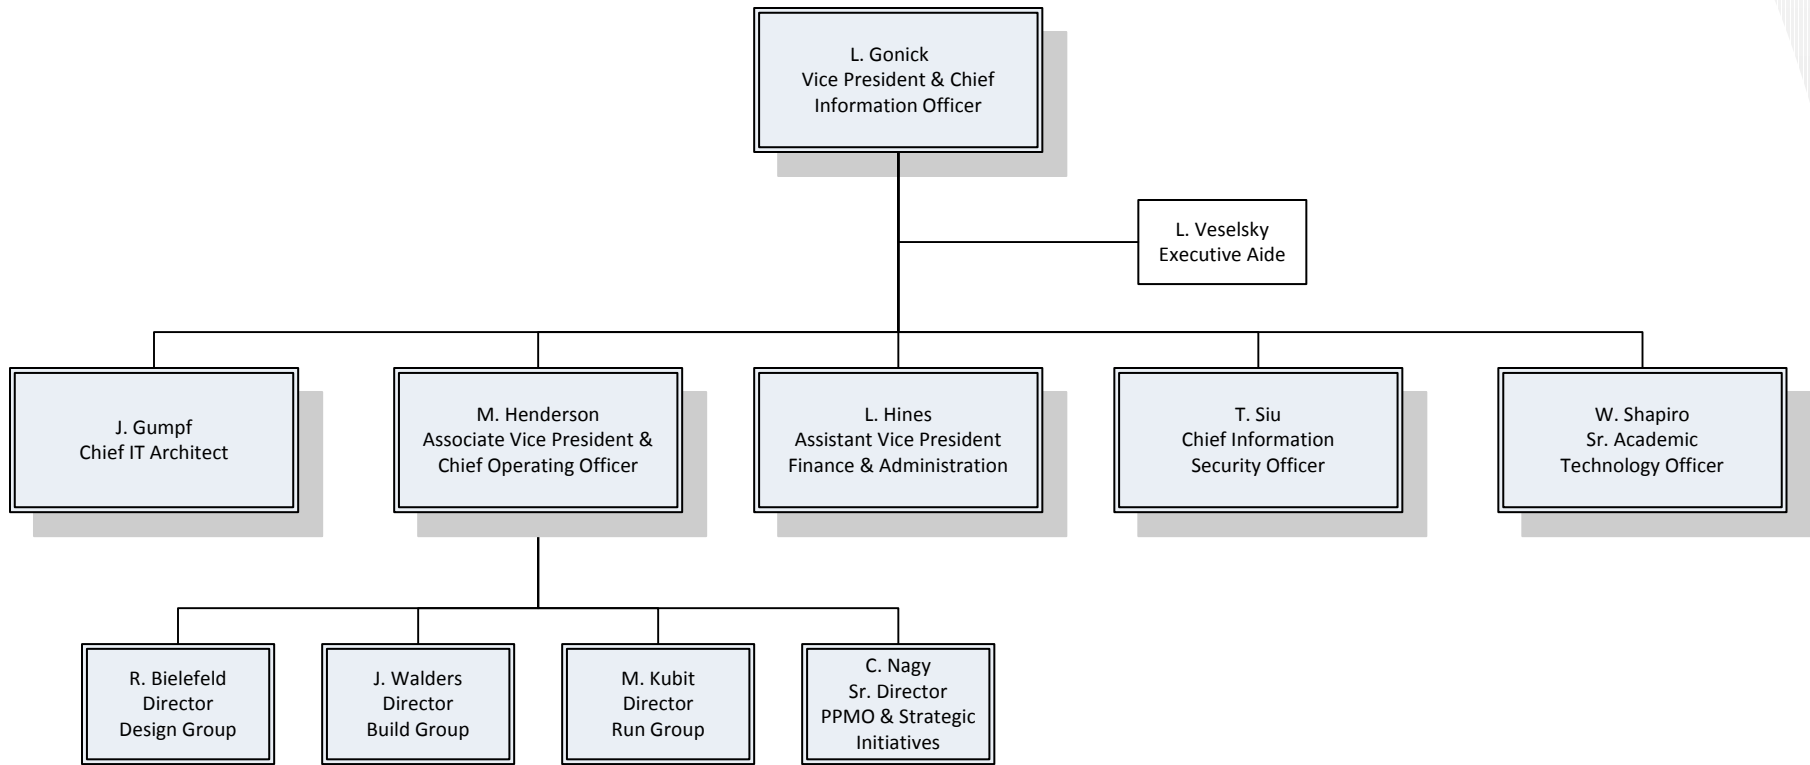 L. Gonick
Vice President & Chief
Information Officer
L. Veselsky
Executive Aide
J. Gumpf
Chief IT Architect
M. Henderson
Associate Vice President &
Chief Operating Officer
L. Hines
Assistant Vice President
Finance & Administration
T. Siu
Chief Information
Security Officer
W. Shapiro
Sr. Academic
Technology Officer
R. Bielefeld
Director
Design Group
J. Walders
Director
Build Group
M. Kubit
Director
Run Group
C. Nagy
Sr. Director
PPMO & Strategic
Initiatives